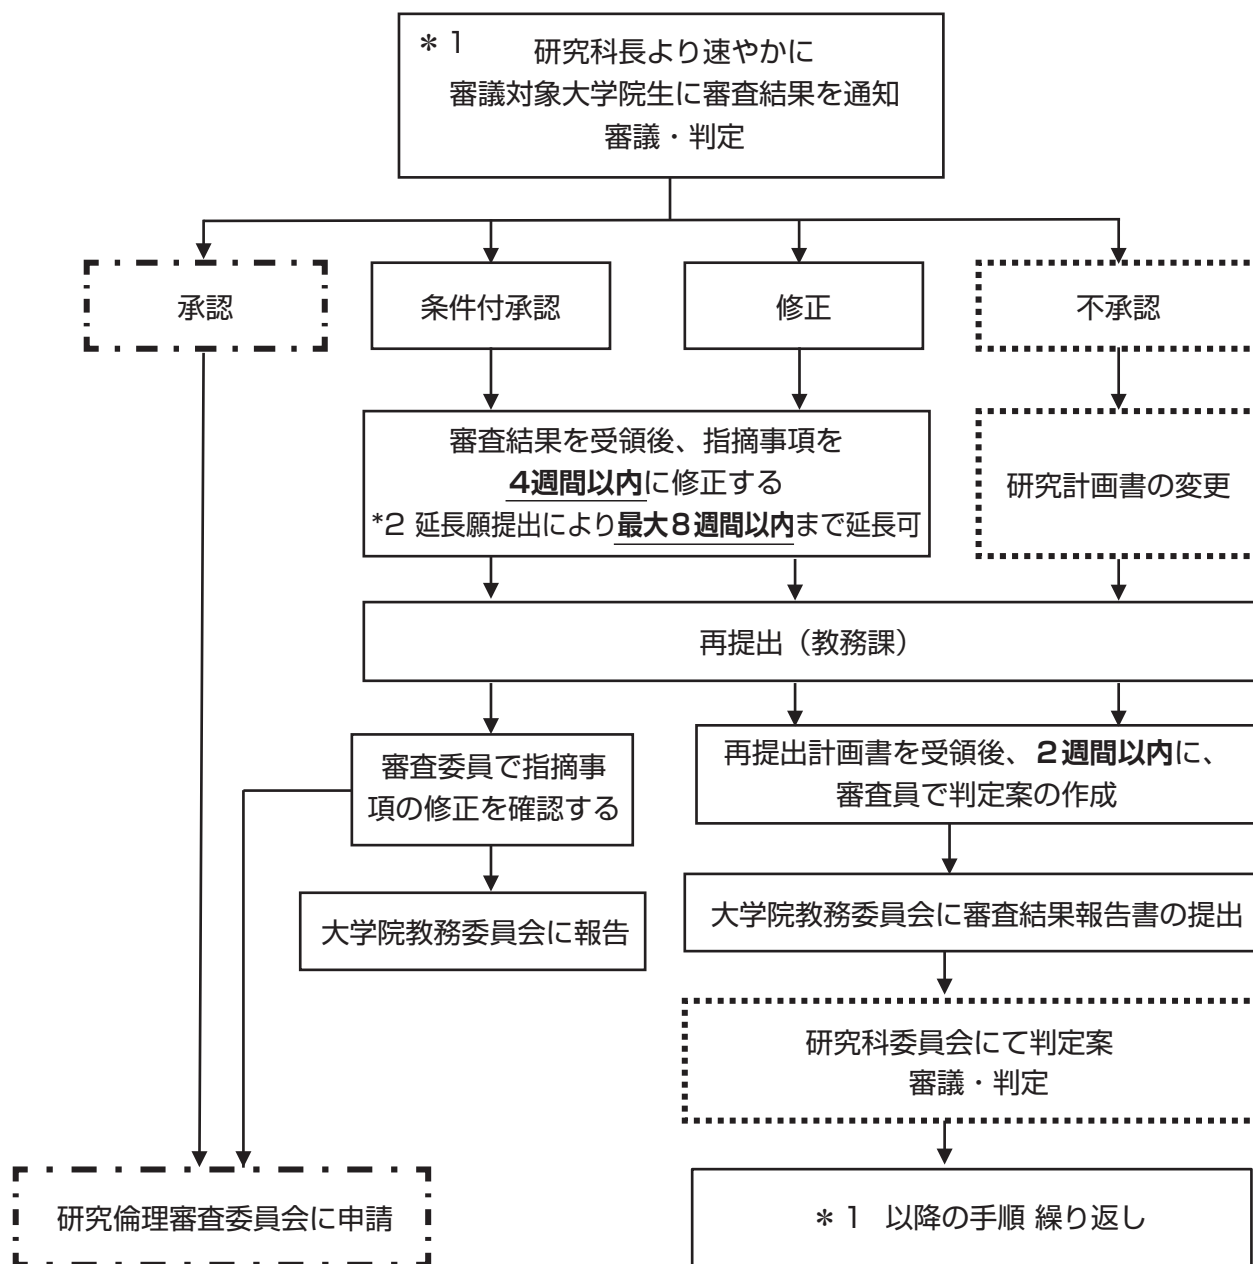 ＊１ 研究科長より速やかに
審議対象大学院生に審査結果を通知
審議・判定
承認
条件付承認
修正
不承認
審査結果を受領後、指摘事項を
４週間以内に修正する
*2 延長願提出により最大８週間以内まで延長可
研究計画書の変更
再提出（教務課）
審査委員で指摘事
項の修正を確認する
再提出計画書を受領後、２週間以内に、
審査員で判定案の作成
大学院教務委員会に報告
大学院教務委員会に審査結果報告書の提出
研究科委員会にて判定案
審議・判定
研究倫理審査委員会に申請
＊１ 以降の手順 繰り返し